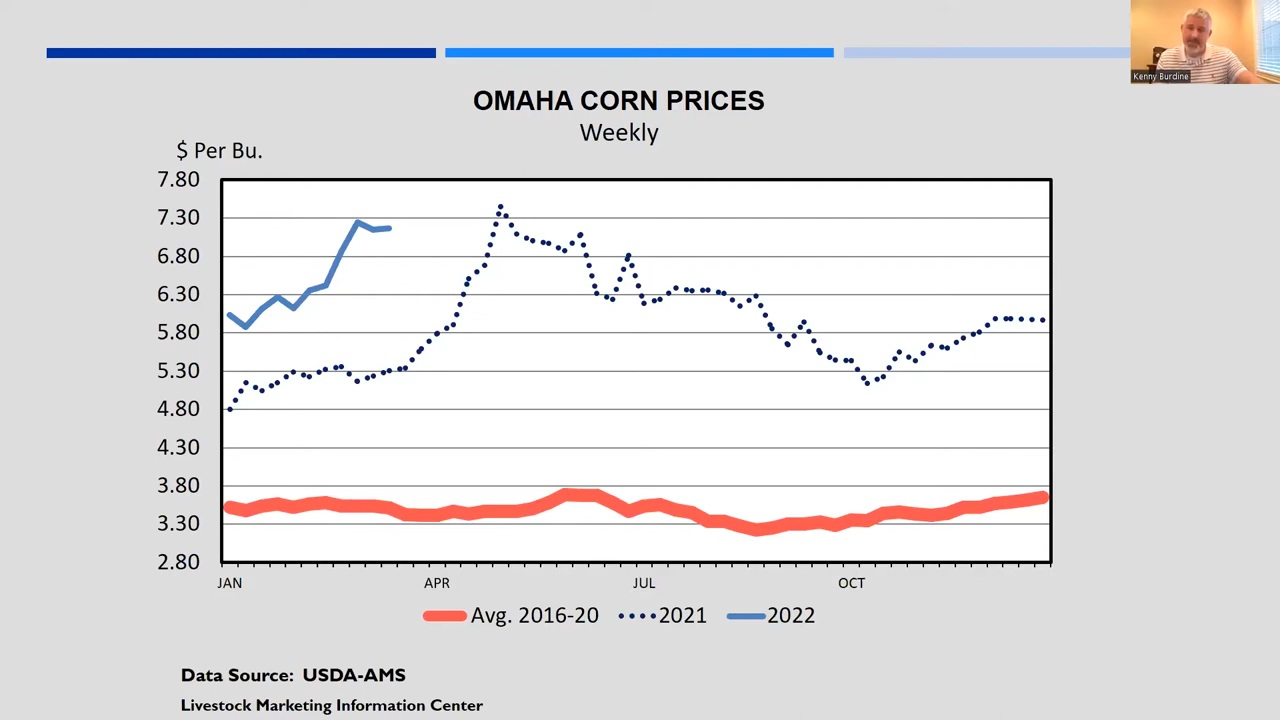 Kenny Burdine
OMAHA CORN PRICES
Weekly
$ Per Bu.
7.80
7.30
6.80
6.30
5.80
5.30
4.80
4.30
3.80
3.30
2.80
JAN APR JUL OCT
Avg. 2016-20 2021 2022
Data Source: USDA-AMS
Livestock Marketing Information Center